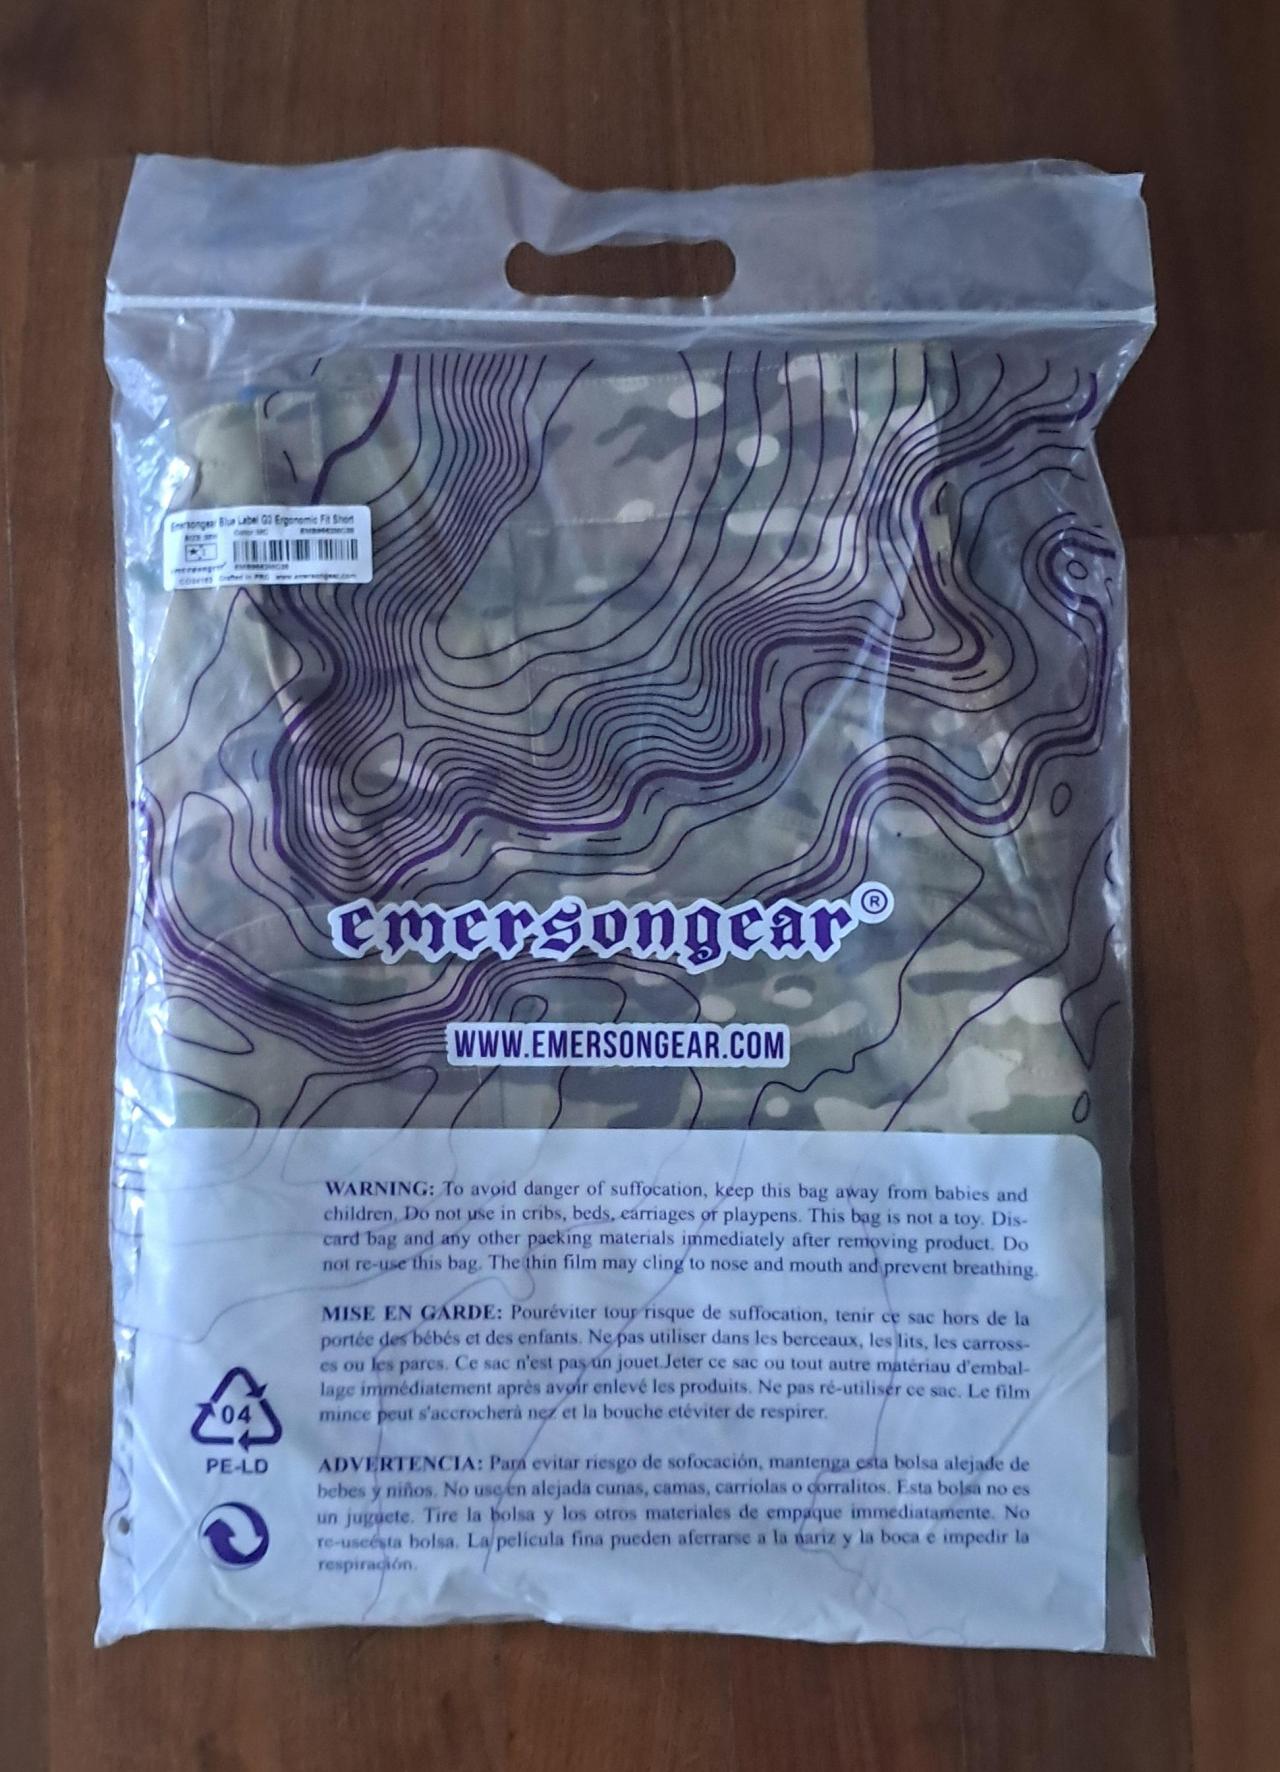 Emersongear Blue Label G3 Ergonomic Fit Short
Color: MC
emersongear
Crafted in PRC www.emersongear.com
emersongear®
WWW.EMERSONGEAR.COM
WARNING: To avoid danger of suffocation, keep this bag away from babies and
children. Do not use in cribs, beds, carriages or playpens. This bag is not a toy. Dis-
card bag and any other packing materials immediately after removing product. Do
not re-use this bag. The thin film may cling to nose and mouth and prevent breathing.
MISE EN GARDE: Pouréviter tour risque de suffocation, tenir ce sac hors de la
portée des bébés et des enfants. Ne pas utiliser dans les berceaux, les lits, les carross-
es ou les parcs. Ce sac n'est pas un jouet.Jeter ce sac ou tout autre matériau d'embal-
lage immédiatement après avoir enlevé les produits. Ne pas ré-utiliser ce sac. Le film
mince peut s'accrocherà nez et la bouche etéviter de respirer.
04
PE-LD
ADVERTENCIA: Para evitar riesgo de sofocación, mantenga esta bolsa alejade de
bebes y niños. No use en alejada cunas, camas, carriolas o corralitos. Esta bolsa no es
un juguete. Tire la bolsa y los otros materiales de empaque immediatamente. No
re-useésta bolsa. La película fina pueden aferrarse a la nariz y la boca e impedir la
respiración.